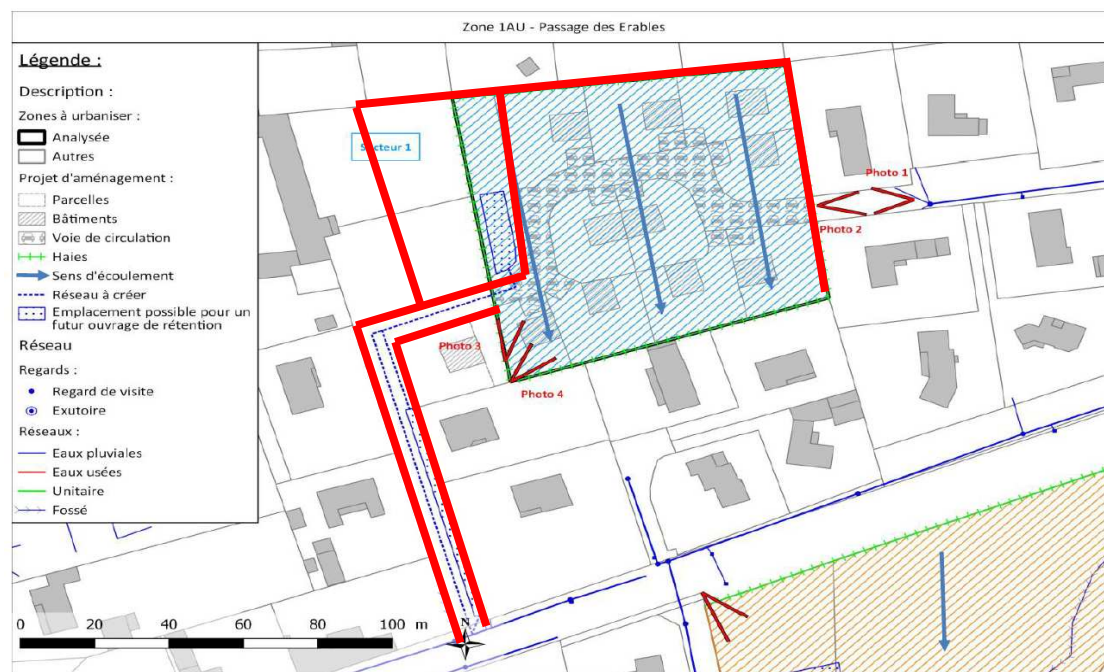 Zone 1AU - Passage des Erables
Légende :
Description :
Zones à urbaniser :
Analysée
Autres
Projet d'aménagement :
Parcelles
Bâtiments
Voie de circulation
Haies
Sens d'écoulement
Réseau à créer
Emplacement possible pour un
futur ouvrage de rétention
Réseau
Regards :
Regard de visite
Exutoire
Réseaux :
Eaux pluviales
Eaux usées
Unitaire
Fossé
Secteur 1
Photo 1
Photo 2
Photo 3
Photo 4
0 20 40 60 80 100 m
N